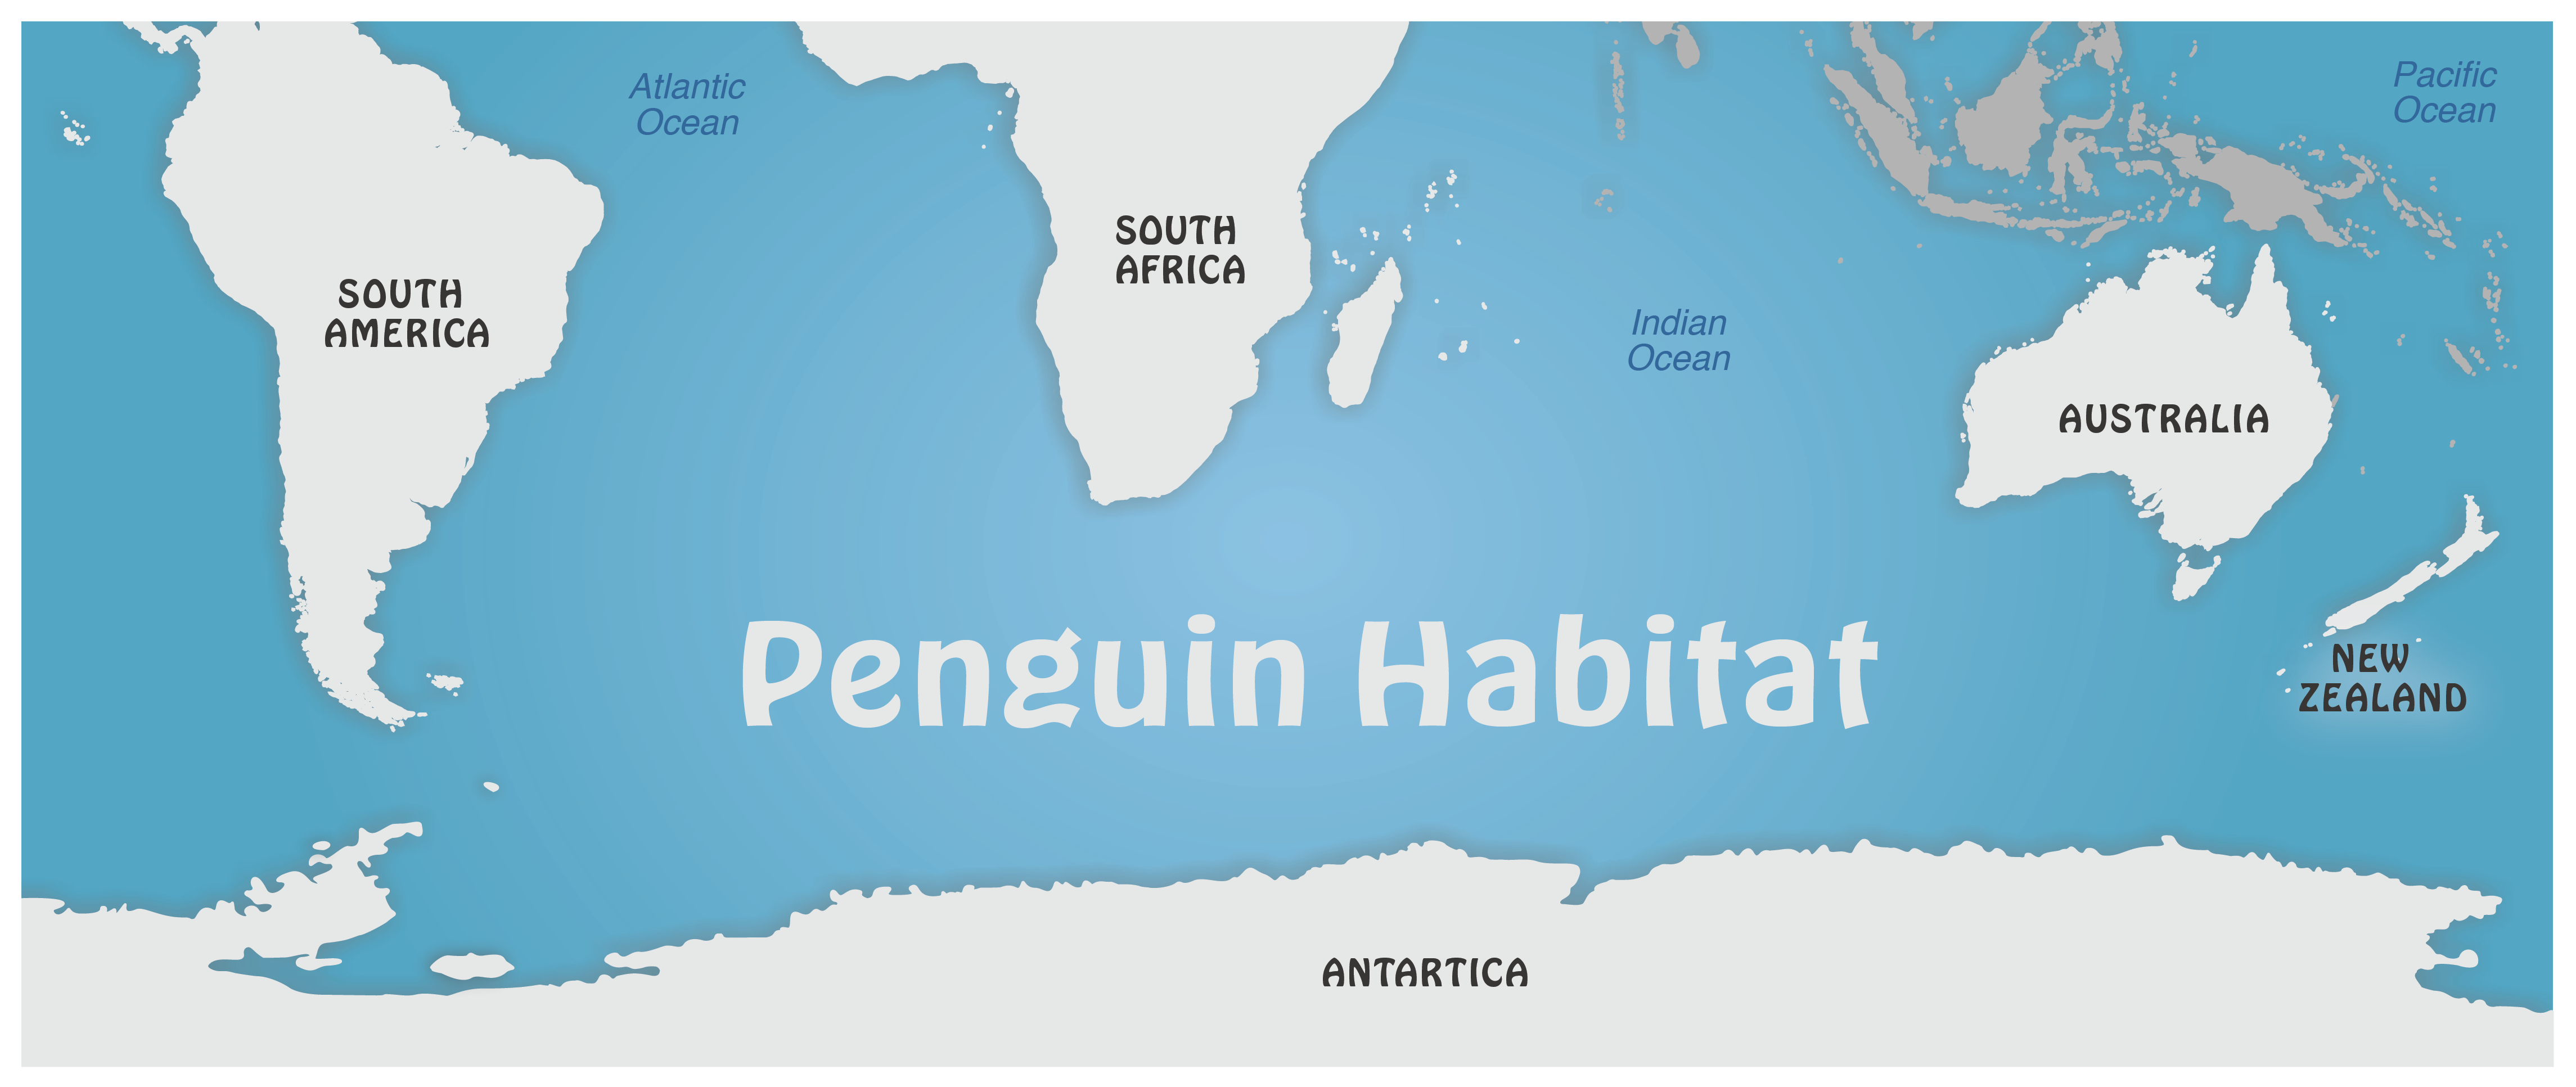 Atlantic
Ocean
Pacific
Ocean
SOUTH
AFRICA
SOUTH
AMERICA
Indian
Ocean
AUSTRALIA
Penguin Habitat
NEW
ZEALAND
ANTARTICA